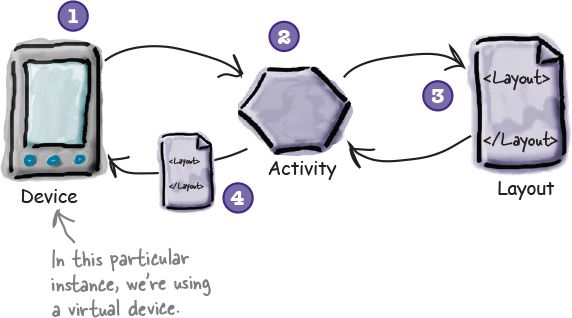 1
2
<Layout>
3
</Layout>
<Layout>
</Layout>
4
Device
Activity
Layout
In this particular
instance, we're using
a virtual device.